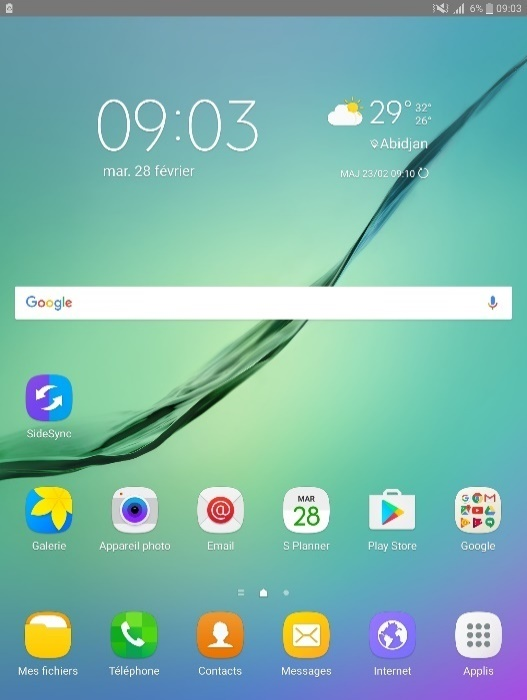 6% 09:03
09:03
mar. 28 février
29° 32°
26°
Abidjan
MAJ 23/02 09:10
Google
SideSync
MAR
28
Galerie
Appareil photo
Email
S Planner
Play Store
Google
Mes fichiers
Téléphone
Contacts
Messages
Internet
Applis